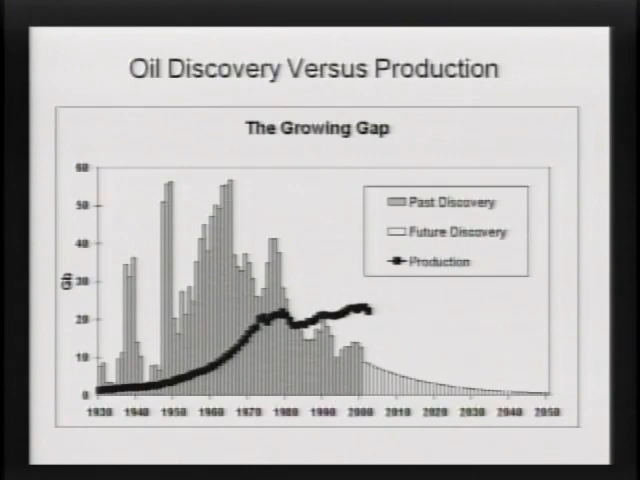 Oil Discovery Versus Production
The Growing Gap
60
50
40
30
20
10
0
Gb
Past Discovery
Future Discovery
Production
1930 1940 1950 1960 1970 1980 1990 2000 2010 2020 2030 2040 2050